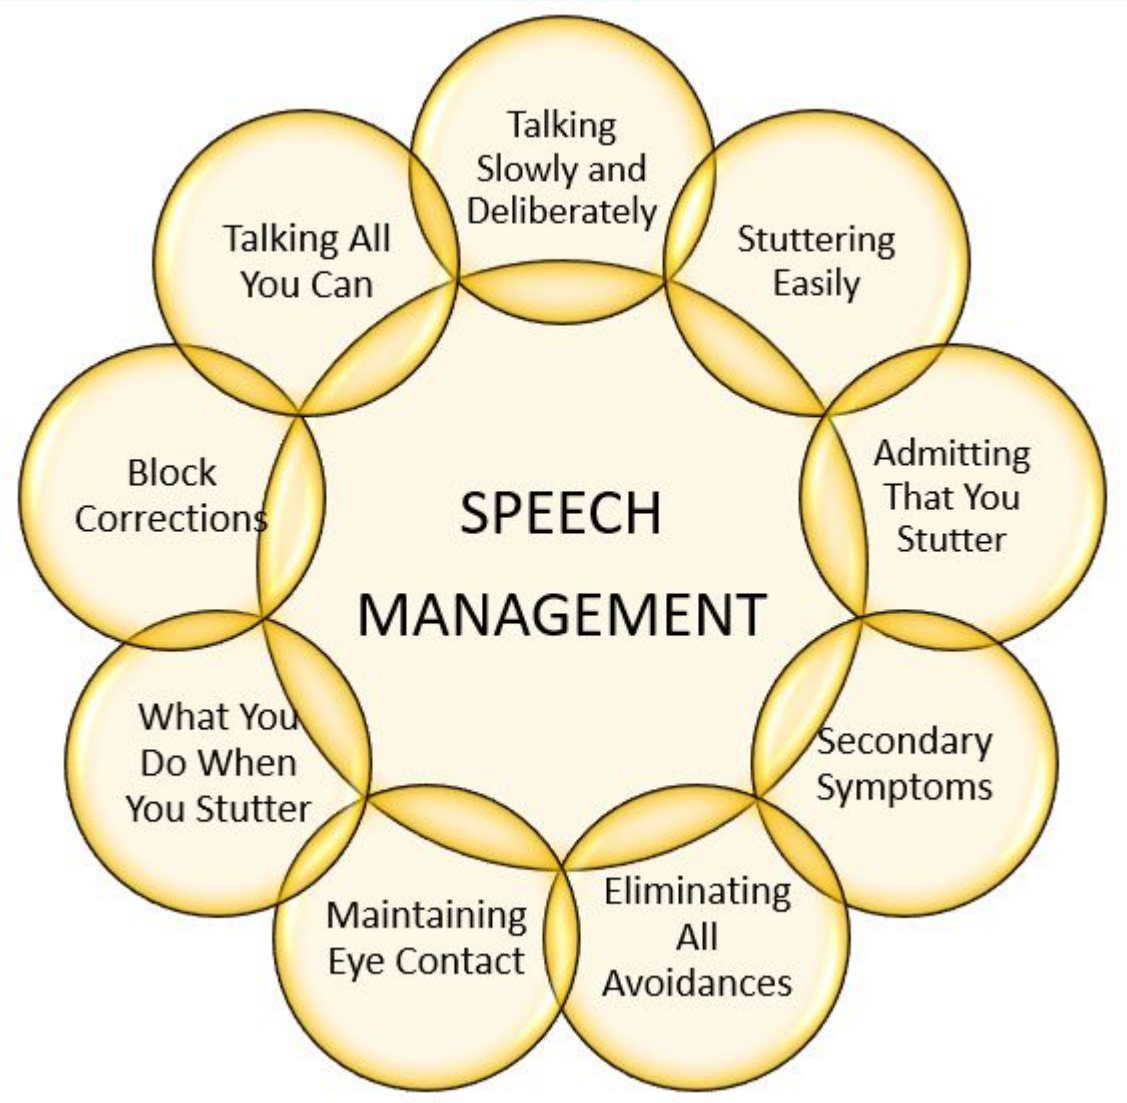 Talking
Slowly and
Deliberately
Stuttering
Easily
Admitting
That You
Stutter
Secondary
Symptoms
Eliminating
All
Avoidances
Maintaining
Eye Contact
What You
Do When
You Stutter
Block
Corrections
Talking All
You Can
SPEECH
MANAGEMENT